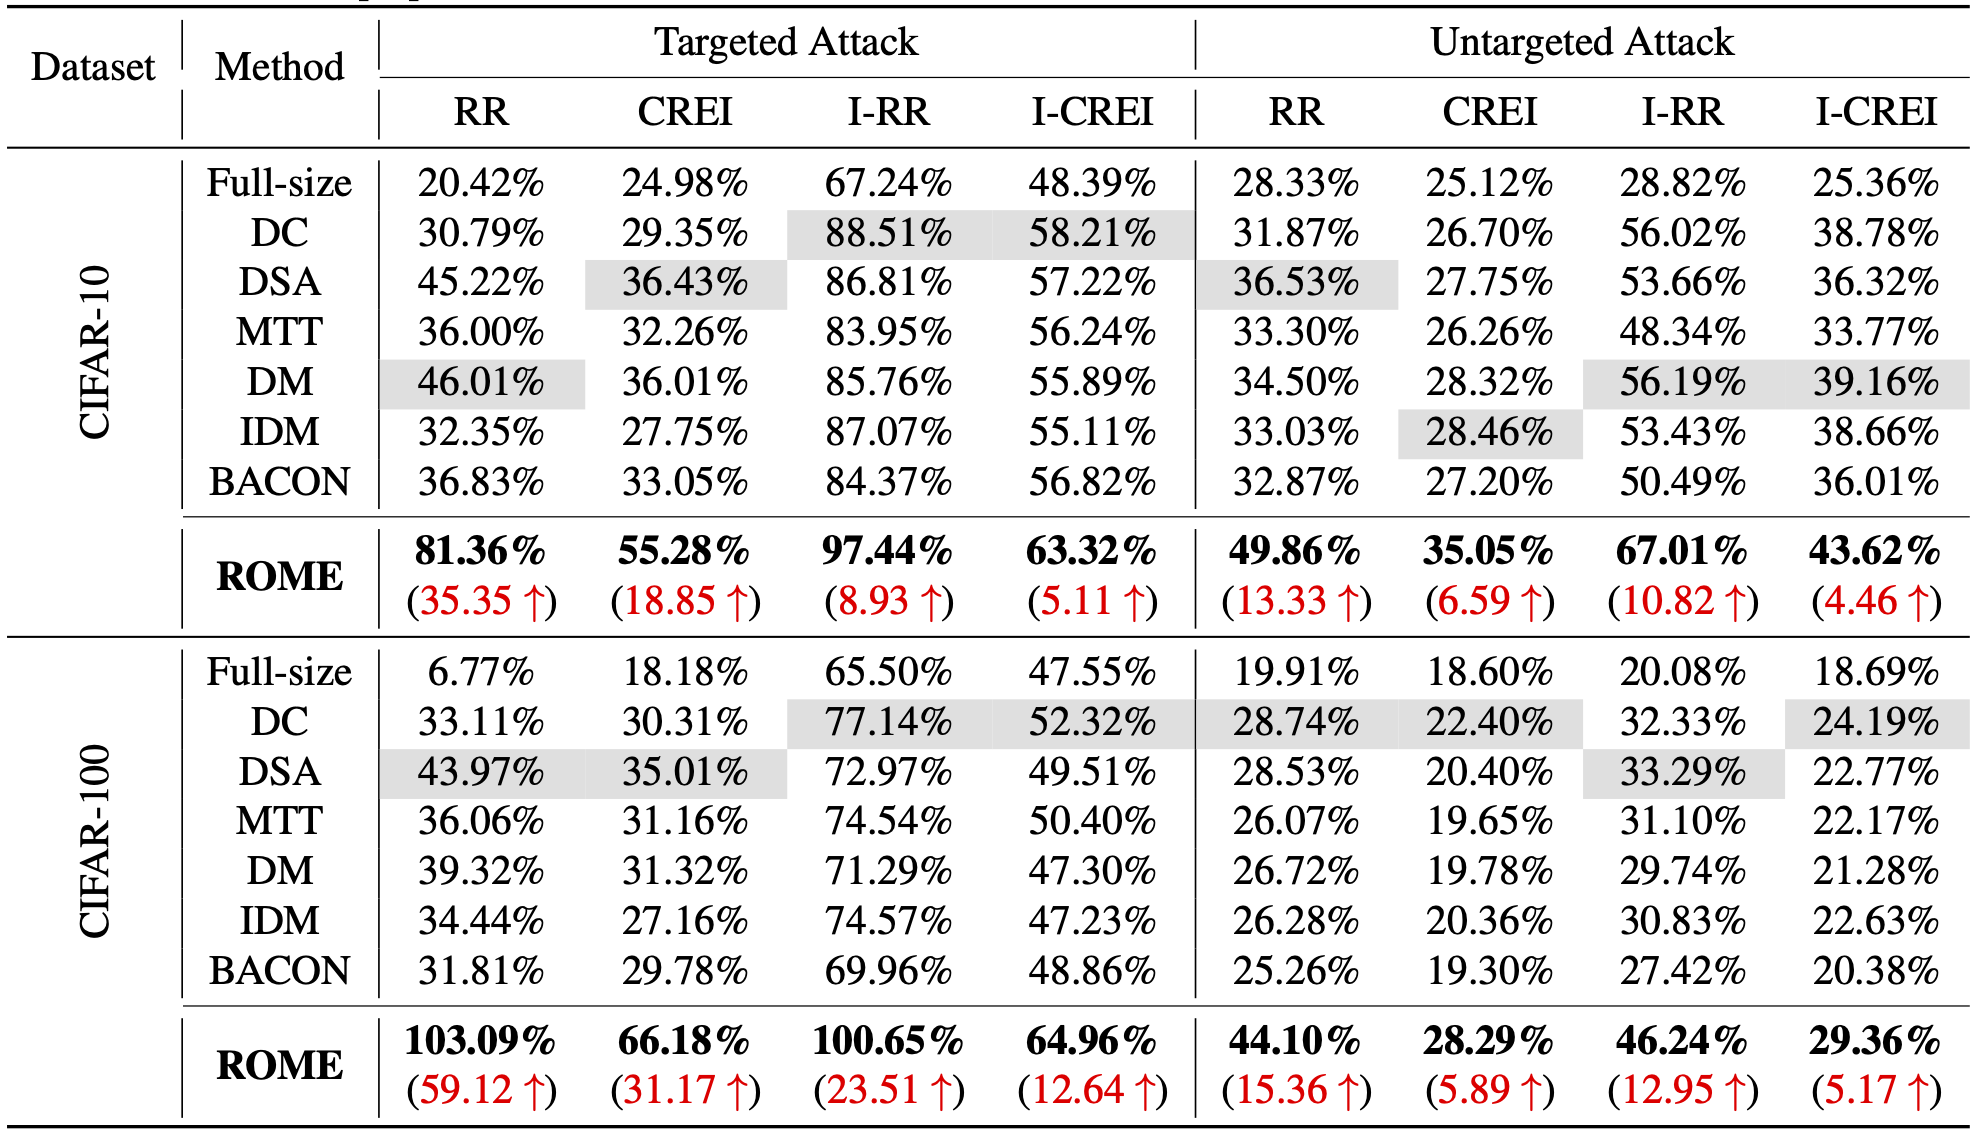 Dataset Method Targeted Attack Untargeted Attack
RR CREI I-RR I-CREI RR CREI I-RR I-CREI
CIFAR-10
Full-size 20.42% 24.98% 67.24% 48.39% 28.33% 25.12% 28.82% 25.36%
DC 30.79% 29.35% 88.51% 58.21% 31.87% 26.70% 56.02% 38.78%
DSA 45.22% 36.43% 86.81% 57.22% 36.53% 27.75% 53.66% 36.32%
MTT 36.00% 32.26% 83.95% 56.24% 33.30% 26.26% 48.34% 33.77%
DM 46.01% 36.01% 85.76% 55.89% 34.50% 28.32% 56.19% 39.16%
IDM 32.35% 27.75% 87.07% 55.11% 33.03% 28.46% 53.43% 38.66%
BACON 36.83% 33.05% 84.37% 56.82% 32.87% 27.20% 50.49% 36.01%
ROME 81.36% 55.28% 97.44% 63.32% 49.86% 35.05% 67.01% 43.62%
(35.35 ↑) (18.85 ↑) (8.93 ↑) (5.11 ↑) (13.33 ↑) (6.59 ↑) (10.82 ↑) (4.46 ↑)
CIFAR-100
Full-size 6.77% 18.18% 65.50% 47.55% 19.91% 18.60% 20.08% 18.69%
DC 33.11% 30.31% 77.14% 52.32% 28.74% 22.40% 32.33% 24.19%
DSA 43.97% 35.01% 72.97% 49.51% 28.53% 20.40% 33.29% 22.77%
MTT 36.06% 31.16% 74.54% 50.40% 26.07% 19.65% 31.10% 22.17%
DM 39.32% 31.32% 71.29% 47.30% 26.72% 19.78% 29.74% 21.28%
IDM 34.44% 27.16% 74.57% 47.23% 26.28% 20.36% 30.83% 22.63%
BACON 31.81% 29.78% 69.96% 48.86% 25.26% 19.30% 27.42% 20.38%
ROME 103.09% 66.18% 100.65% 64.96% 44.10% 28.29% 46.24% 29.36%
(59.12 ↑) (31.17 ↑) (23.51 ↑) (12.64 ↑) (15.36 ↑) (5.89 ↑) (12.95 ↑) (5.17 ↑)